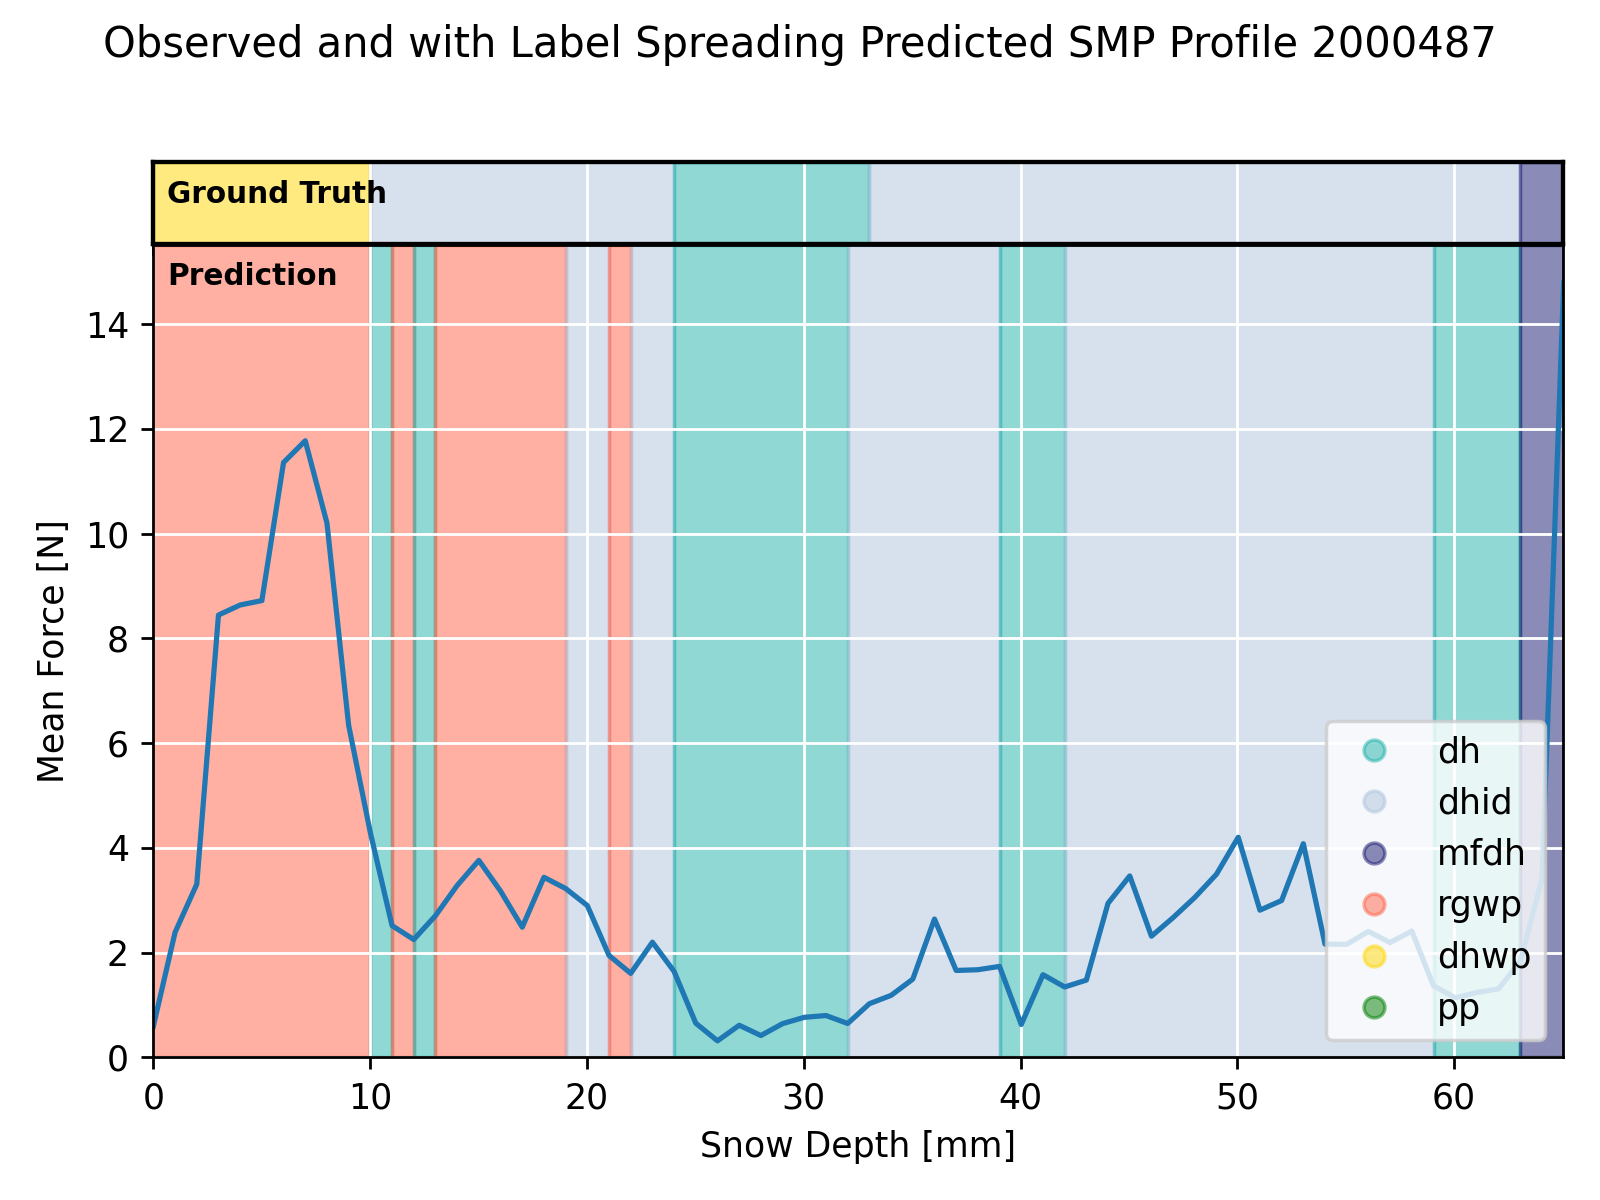 Observed and with Label Spreading Predicted SMP Profile 2000487
Ground Truth
Prediction
14
12
10
8
6
4
2
0
Mean Force [N]
dh
dhid
mfdh
rgwp
dhwp
pp
0 10 20 30 40 50 60
Snow Depth [mm]